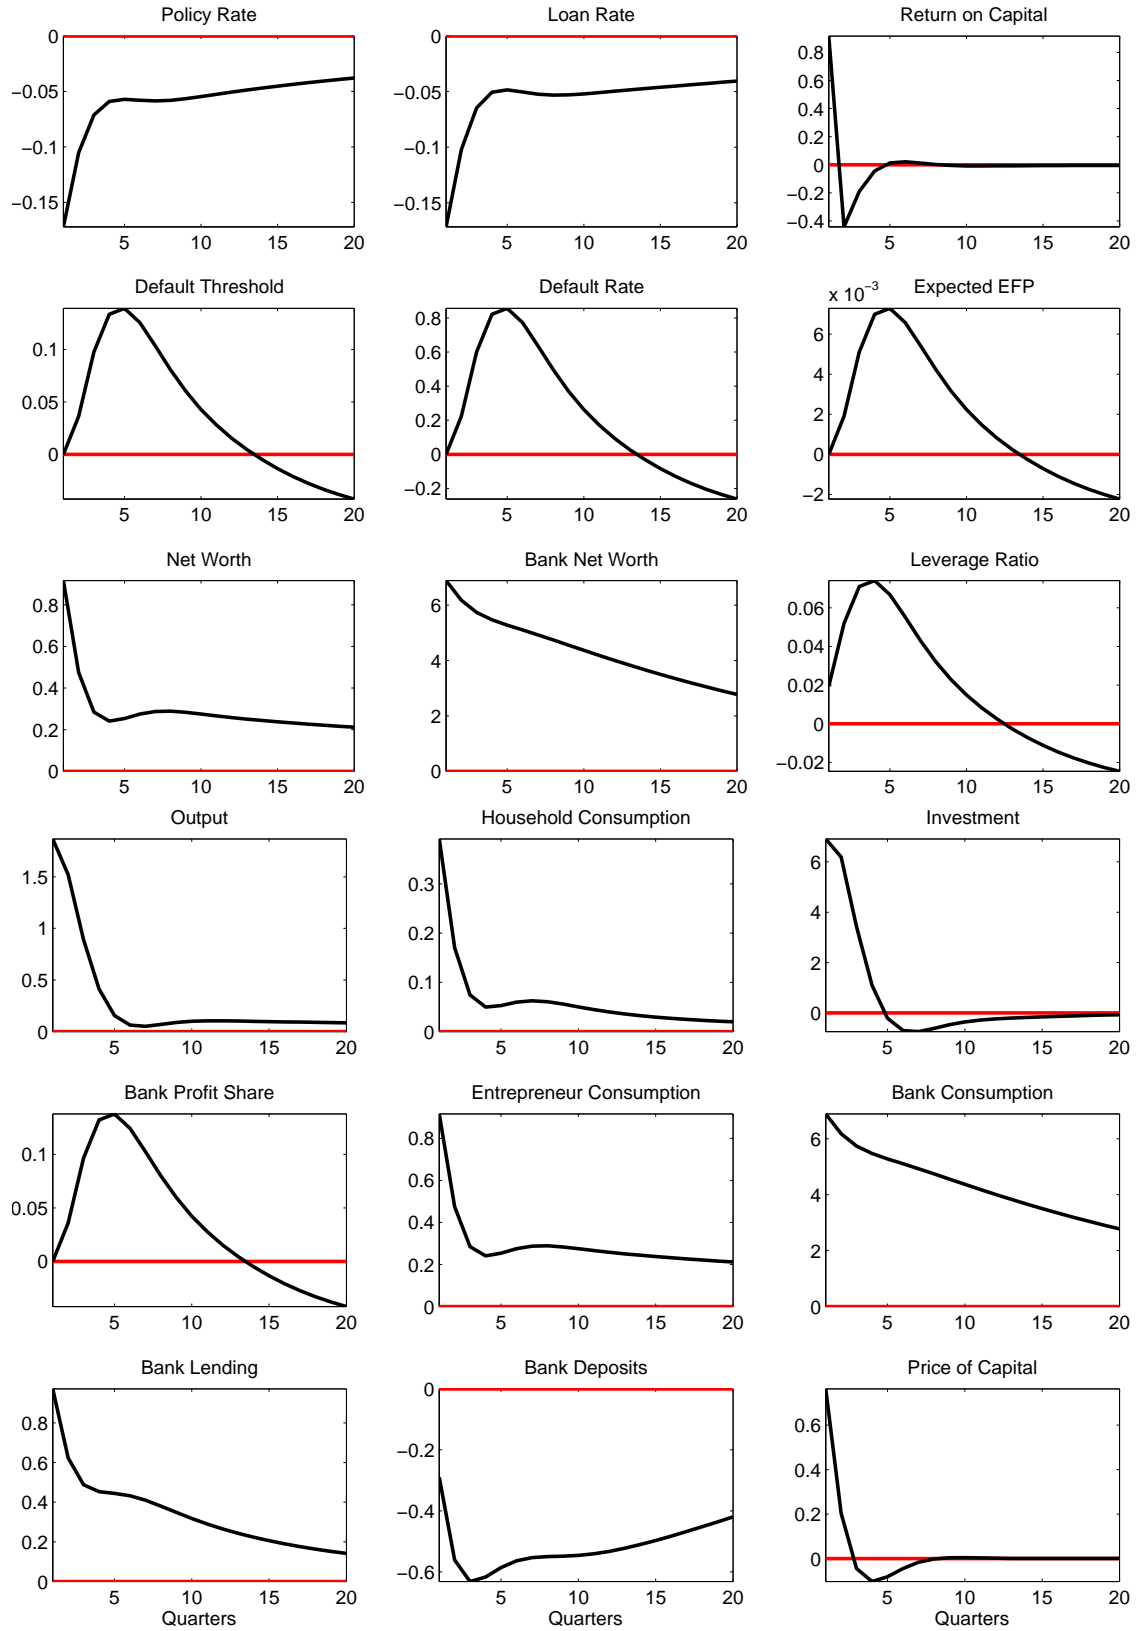 Policy Rate Loan Rate Return on Capital
0 0 0.8
−0.05 −0.05 0.6
0.4
−0.1 −0.1 0.2
0
−0.15 −0.15 −0.2
−0.4
5 10 15 20 5 10 15 20 5 10 15 20
Default Threshold Default Rate x 10−3 Expected EFP
0.1 0.8 6
0.6 4
0.05 0.4 2
0.2
0 0 0
−0.2 −2
5 10 15 20 5 10 15 20 5 10 15 20
Net Worth Bank Net Worth Leverage Ratio
0.8 6 0.06
0.6 4 0.04
0.4 0.02
0.2 2 0
0 0 −0.02
5 10 15 20 5 10 15 20 5 10 15 20
Output Household Consumption Investment
1.5 0.3 6
1 0.2 4
0.5 0.1 2
0 0 0
5 10 15 20 5 10 15 20 5 10 15 20
Bank Profit Share Entrepreneur Consumption Bank Consumption
0.1 0.8 6
0.6 4
0.05 0.4
0 0.2 2
0 0
5 10 15 20 5 10 15 20 5 10 15 20
Bank Lending Bank Deposits Price of Capital
0.8 0 0.6
0.6 −0.2 0.4
0.4 −0.4 0.2
0.2 −0.6 0
0
5 10 15 20 5 10 15 20 5 10 15 20
Quarters Quarters Quarters